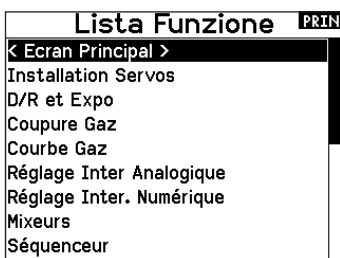 Lista Funzione PRIN
< Ecran Principal >
Installation Servos
D/R et Expo
Coupure Gaz
Courbe Gaz
Réglage Inter Analogique
Réglage Inter. Numérique
Mixeurs
Séquenceur